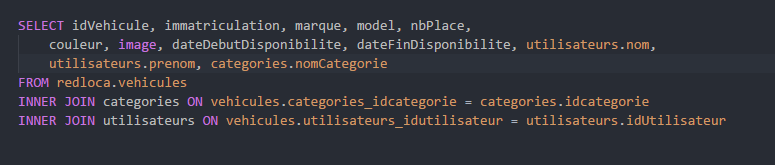 SELECT idVehicule, immatriculation, marque, model, nbPlace,
couleur, image, dateDebutDisponibilite, dateFinDisponibilite, utilisateurs.nom,
utilisateurs.prenom, categories.nomCategorie
FROM redloca.vehicules
INNER JOIN categories ON vehicules.categories_idcategorie = categories.idcategorie
INNER JOIN utilisateurs ON vehicules.utilisateurs_idutilisateur = utilisateurs.idUtilisateur